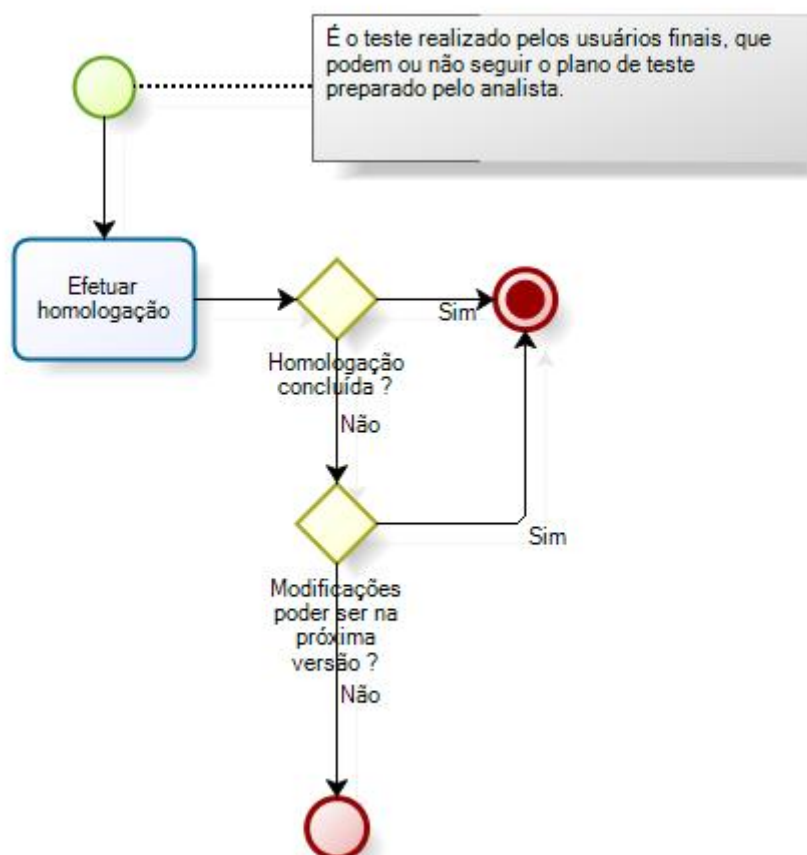 É o teste realizado pelos usuários finais, que
podem ou não seguir o plano de teste
preparado pelo analista.
Efetuar
homologação
Sim
Homologação
concluída ?
Não
Sim
Modificações
poder ser na
próxima
versão ?
Não